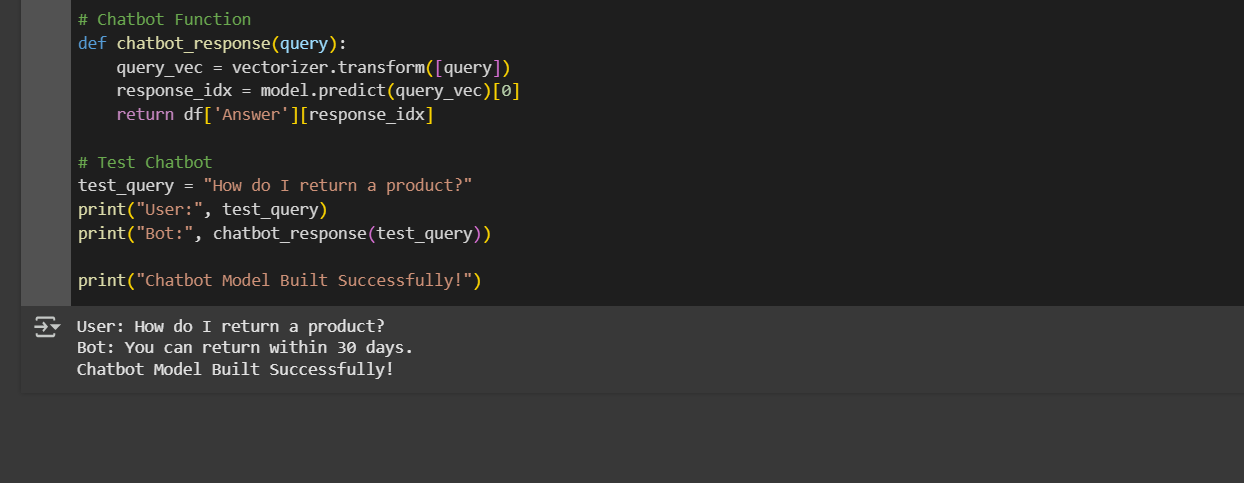 # Chatbot Function
def chatbot_response(query):
    query_vec = vectorizer.transform([query])
    response_idx = model.predict(query_vec)[0]
    return df['Answer'][response_idx]

# Test Chatbot
test_query = "How do I return a product?"
print("User:", test_query)
print("Bot:", chatbot_response(test_query))

print("Chatbot Model Built Successfully!")
User: How do I return a product?
Bot: You can return within 30 days.
Chatbot Model Built Successfully!